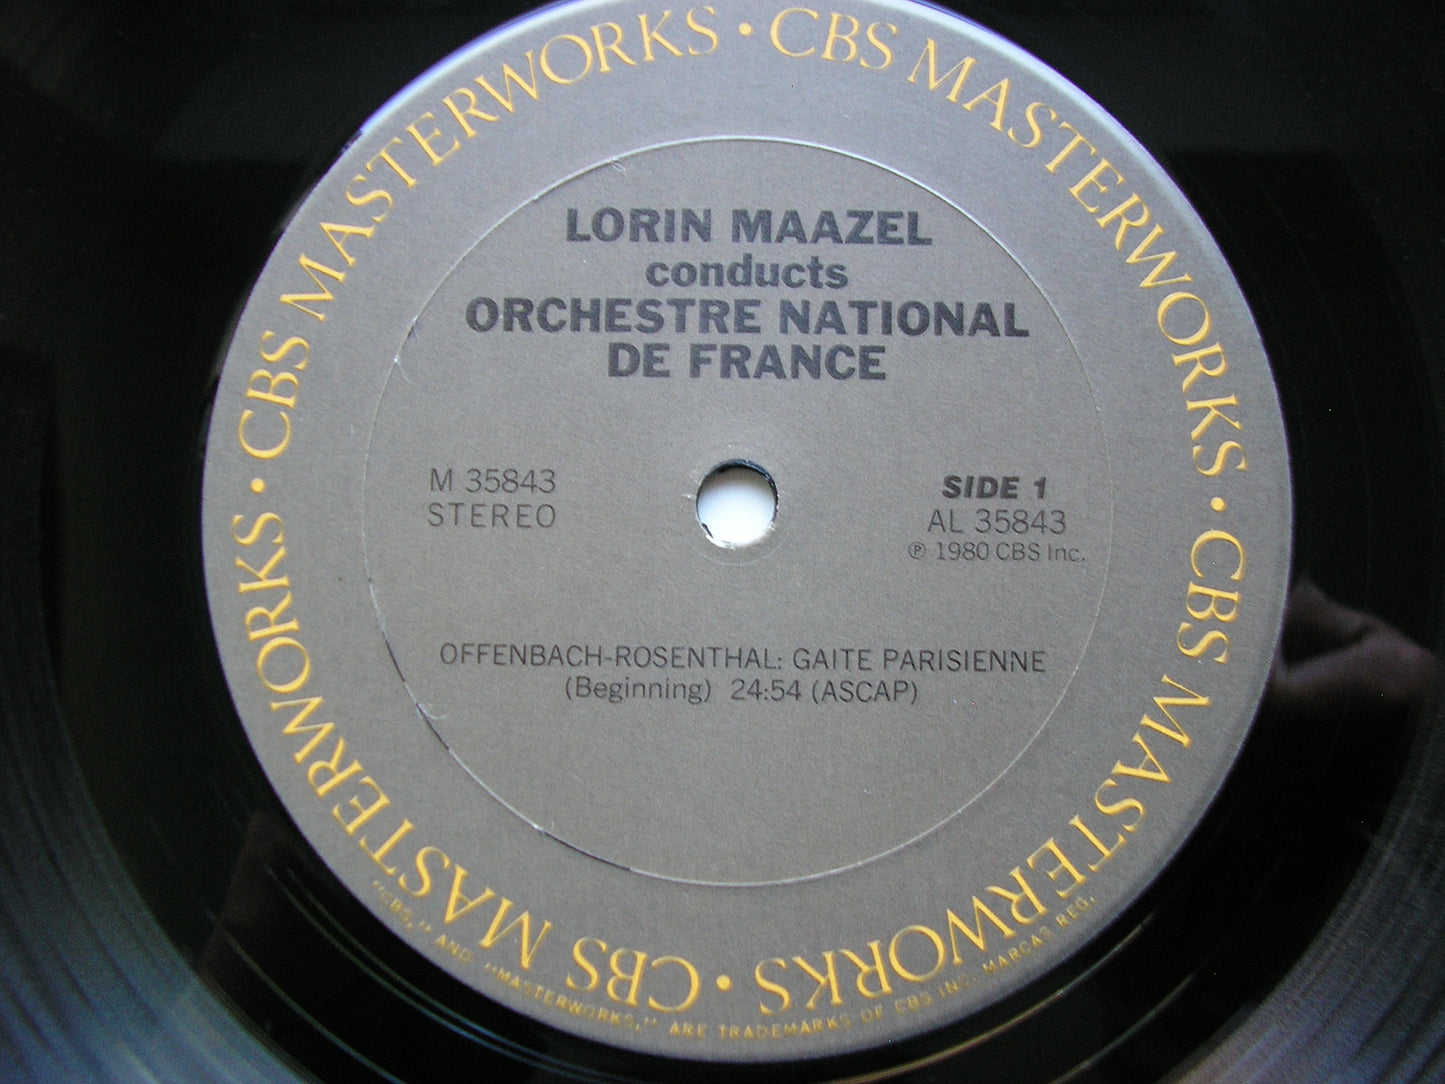 CBS MASTERWORKS • CBS MASTERWORKS • CBS MASTERWORKS • CBS MASTERWORKS •
LORIN MAAZEL
conducts
ORCHESTRE NATIONAL
DE FRANCE
M 35843
STEREO
SIDE 1
AL 35843
℗ 1980 CBS Inc.
OFFENBACH-ROSENTHAL: GAITE PARISIENNE
(Beginning) 24:54 (ASCAP)
"CBS," AND "MASTERWORKS," ARE TRADEMARKS OF CBS INC. MARCAS REG.